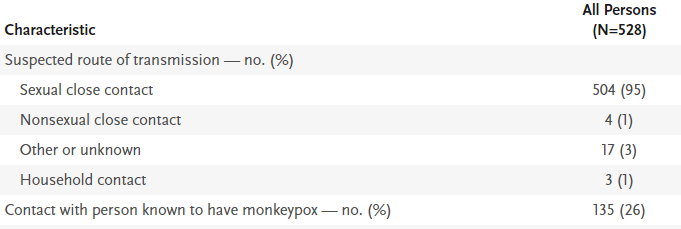 All Persons
Characteristic (N=528)
Suspected route of transmission — no. (%)
Sexual close contact 504 (95)
Nonsexual close contact 4 (1)
Other or unknown 17 (3)
Household contact 3 (1)
Contact with person known to have monkeypox — no. (%) 135 (26)